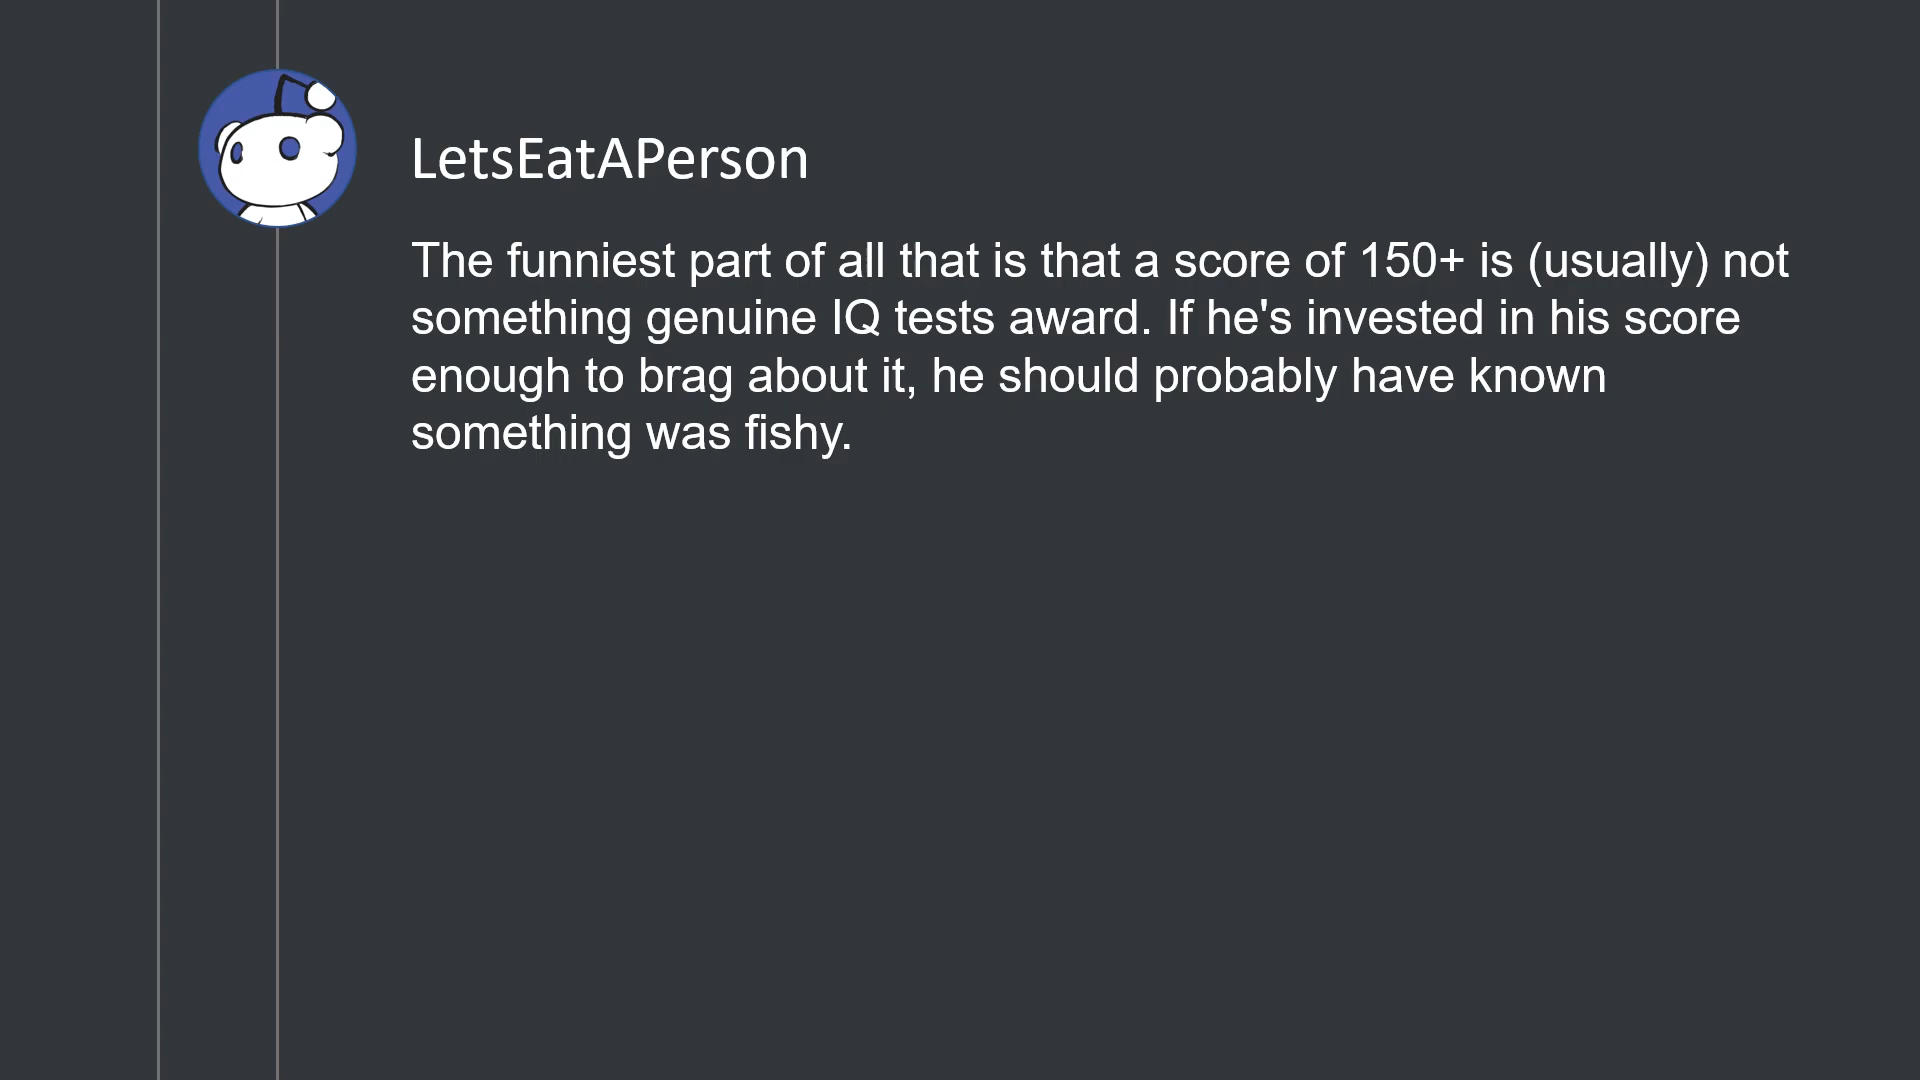 LetsEatAPerson
The funniest part of all that is that a score of 150+ is (usually) not
something genuine IQ tests award. If he's invested in his score
enough to brag about it, he should probably have known
something was fishy.